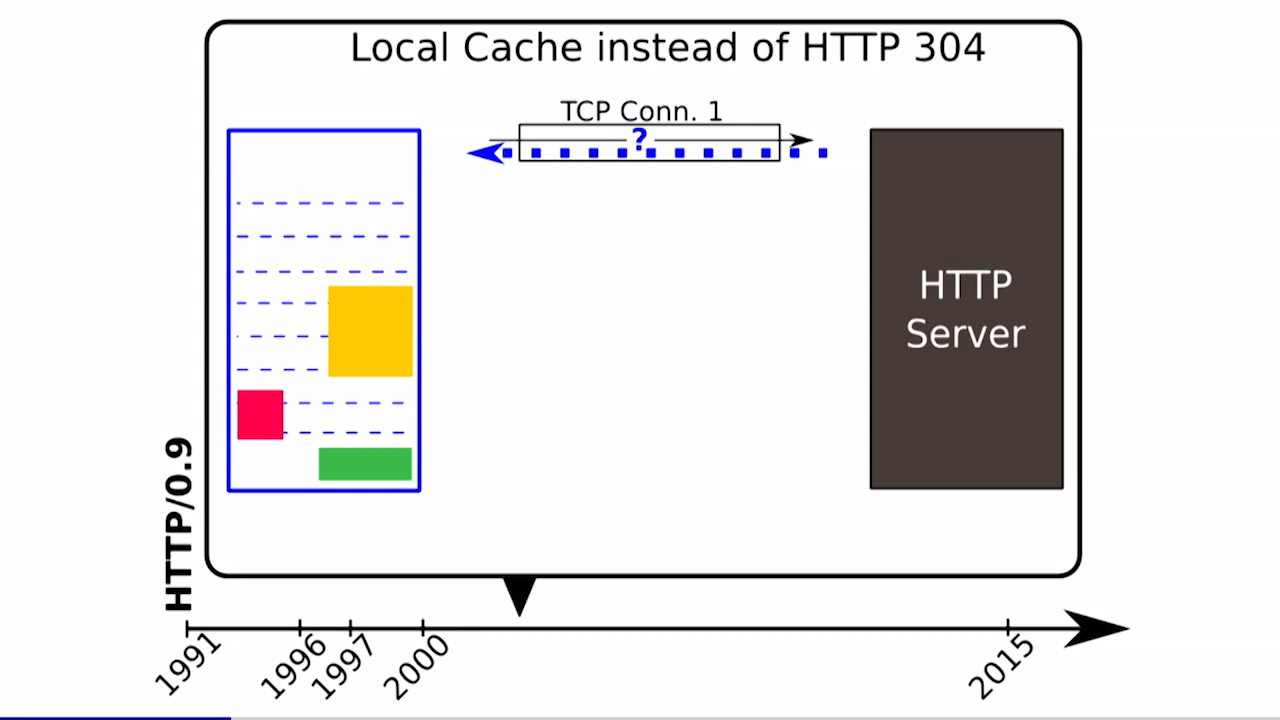 Local Cache instead of HTTP 304
TCP Conn. 1
?
HTTP
Server
HTTP/0.9
1991
1996
1997
2000
2015